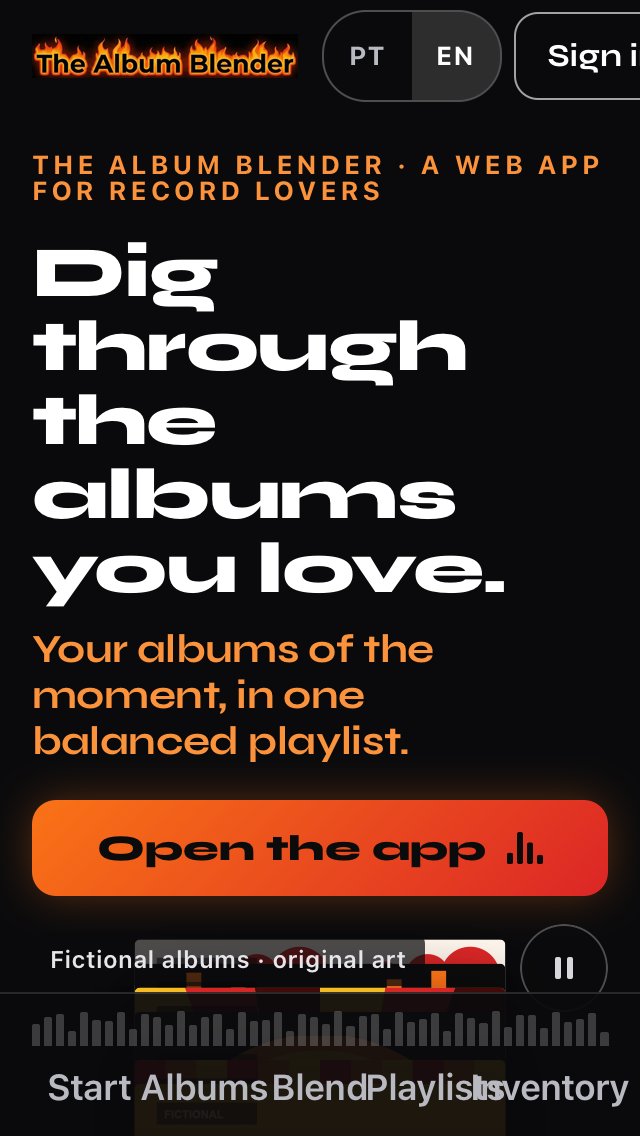 The Album Blender
PT
EN
Sign i
THE ALBUM BLENDER · A WEB APP
FOR RECORD LOVERS
Dig
through
the
albums
you love.
Your albums of the
moment, in one
balanced playlist.
Open the app
Fictional albums · original art
Start
Albums
Blend
Playlists
Inventory
FICTIONAL